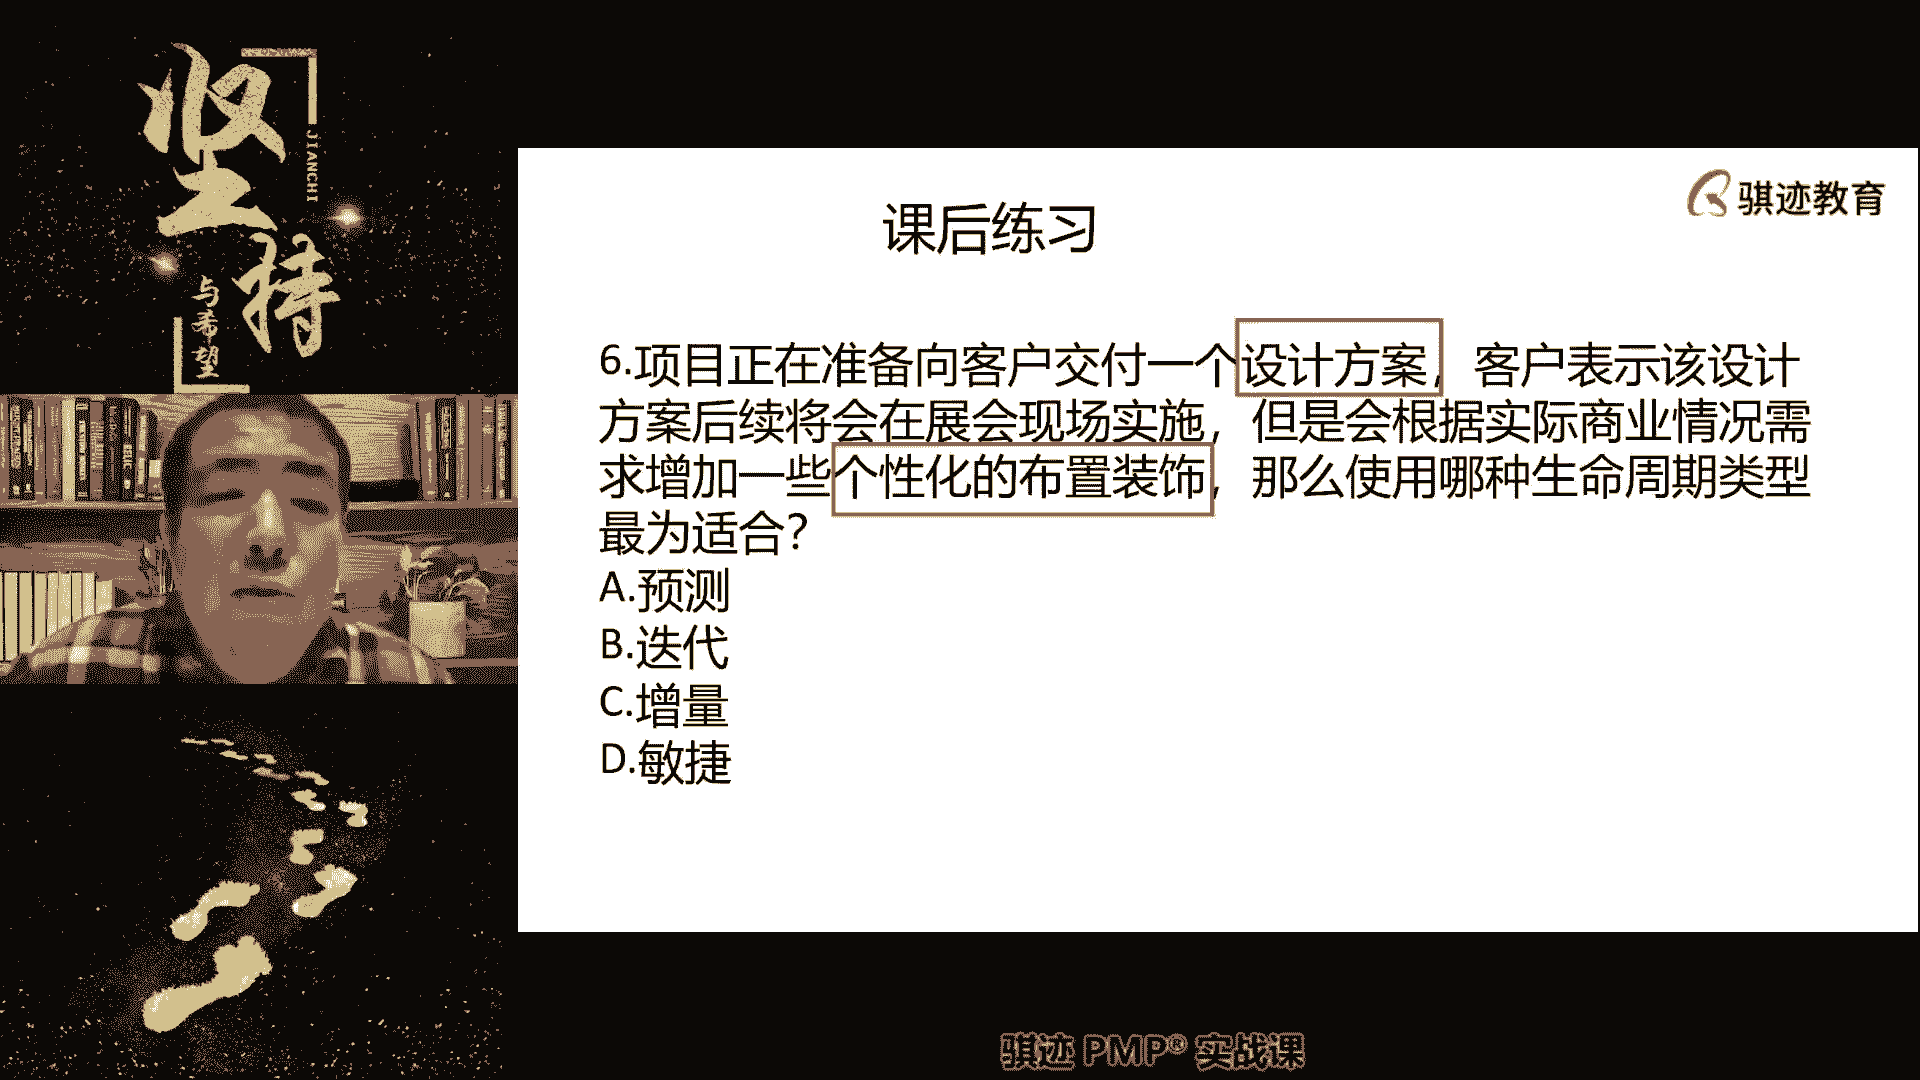 坚持
JIANCHI
与希望
骐迹教育
课后练习
6.项目正在准备向客户交付一个设计方案，客户表示该设计
方案后续将会在展会现场实施，但是会根据实际商业情况需
求增加一些个性化的布置装饰，那么使用哪种生命周期类型
最为适合？
A.预测
B.迭代
C.增量
D.敏捷
骐迹 PMP® 实战课